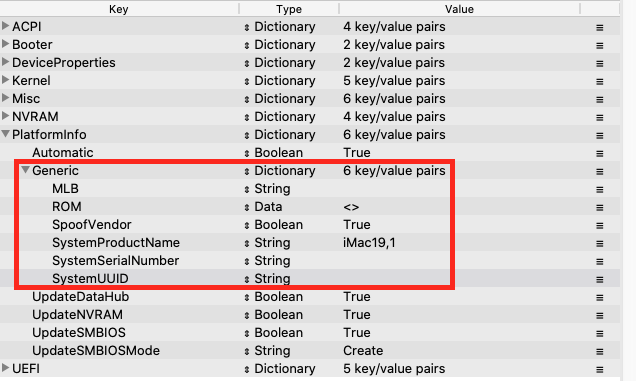 Key Type Value
ACPI Dictionary 4 key/value pairs
Booter Dictionary 2 key/value pairs
DeviceProperties Dictionary 2 key/value pairs
Kernel Dictionary 5 key/value pairs
Misc Dictionary 6 key/value pairs
NVRAM Dictionary 4 key/value pairs
PlatformInfo Dictionary 6 key/value pairs
Automatic Boolean True
Generic Dictionary 6 key/value pairs
MLB String
ROM Data <>
SpoofVendor Boolean True
SystemProductName String iMac19,1
SystemSerialNumber String
SystemUUID String
UpdateDataHub Boolean True
UpdateNVRAM Boolean True
UpdateSMBIOS Boolean True
UpdateSMBIOSMode String Create
UEFI Dictionary 5 key/value pairs